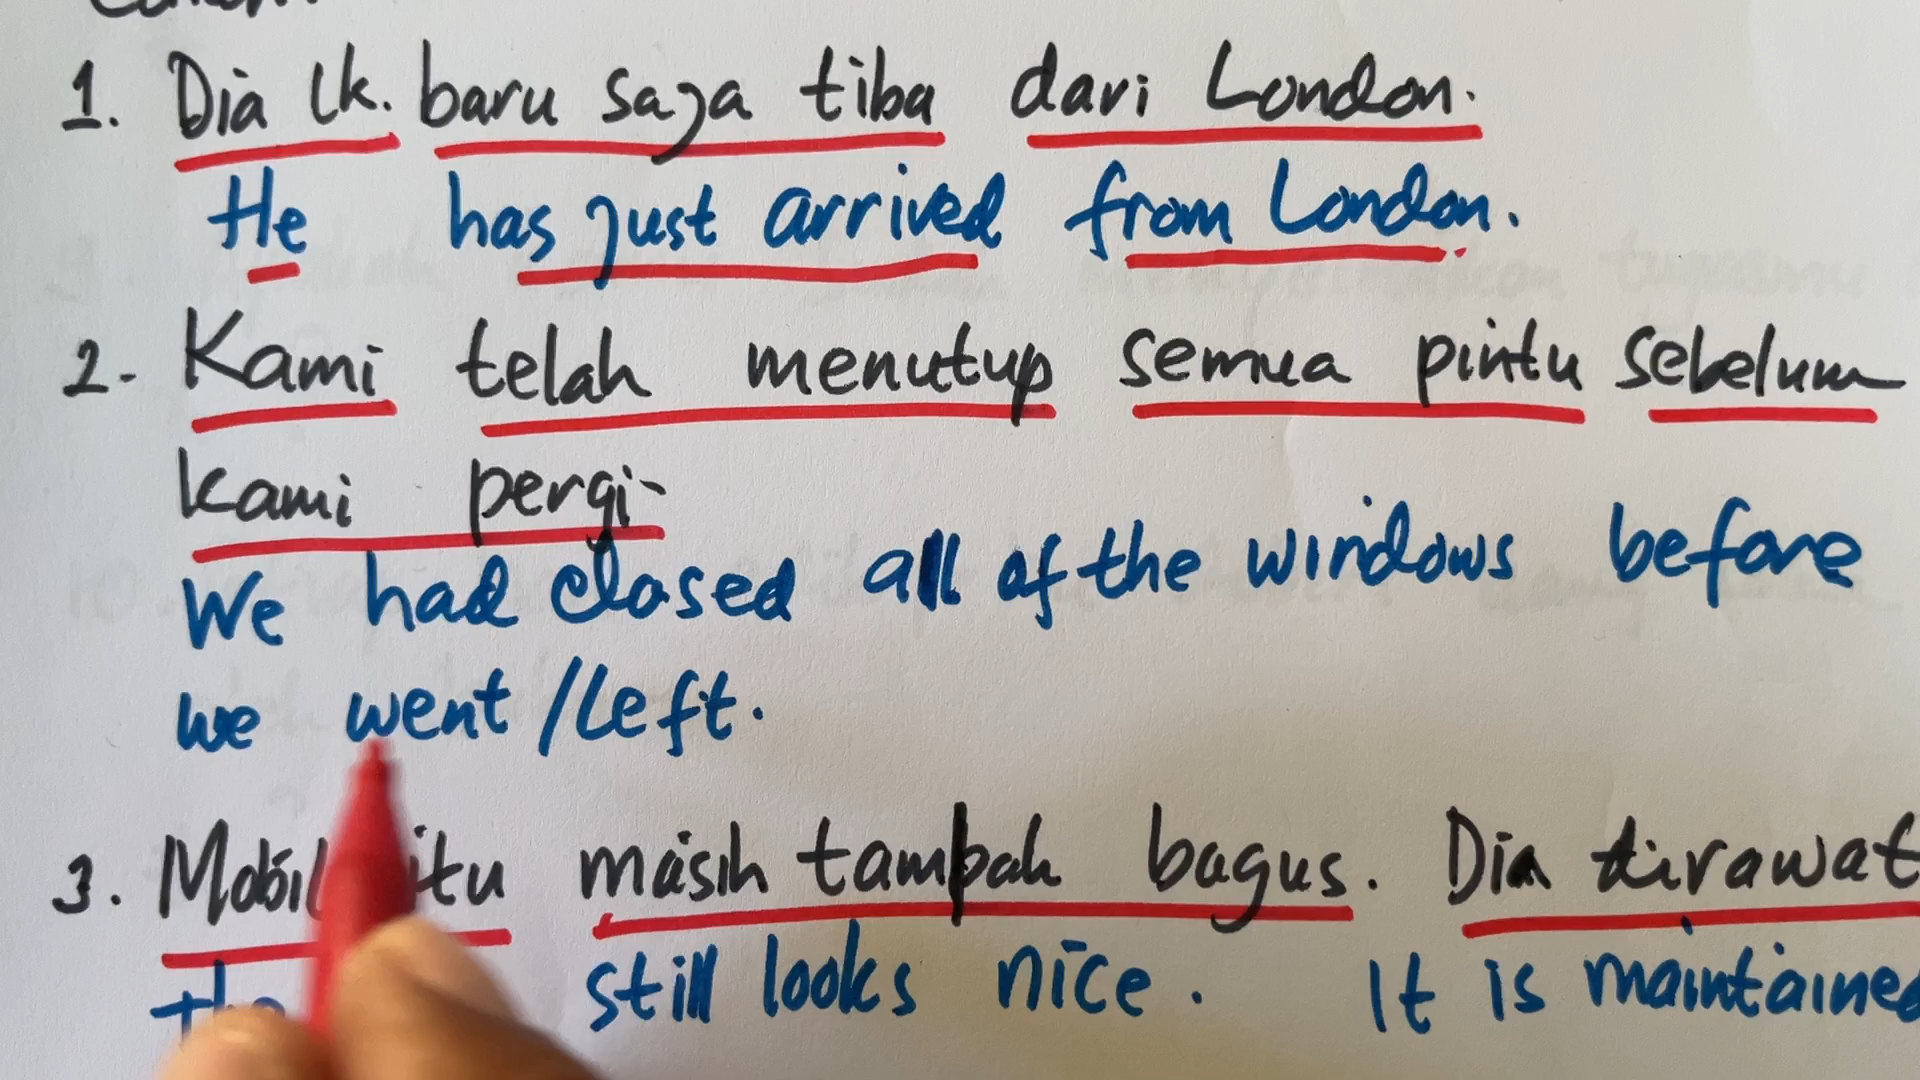 1. Dia lk. baru saja tiba dari London.
He has just arrived from London.
2. Kami telah menutup semua pintu sebelum
kami pergi.
We had closed all of the windows before
we went/left.
3. Mobil itu masih tampak bagus. Dia dirawat
the still looks nice. It is maintained